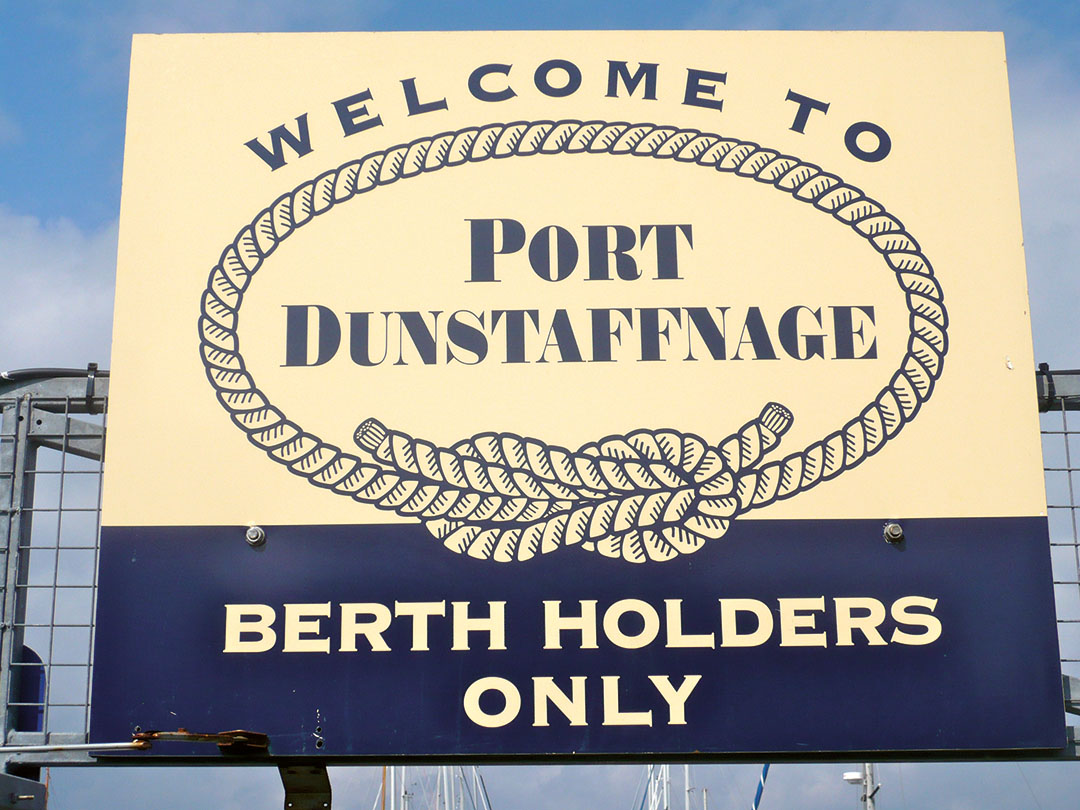 WELCOME TO
PORT
DUNSTAFFNAGE
BERTH HOLDERS
ONLY